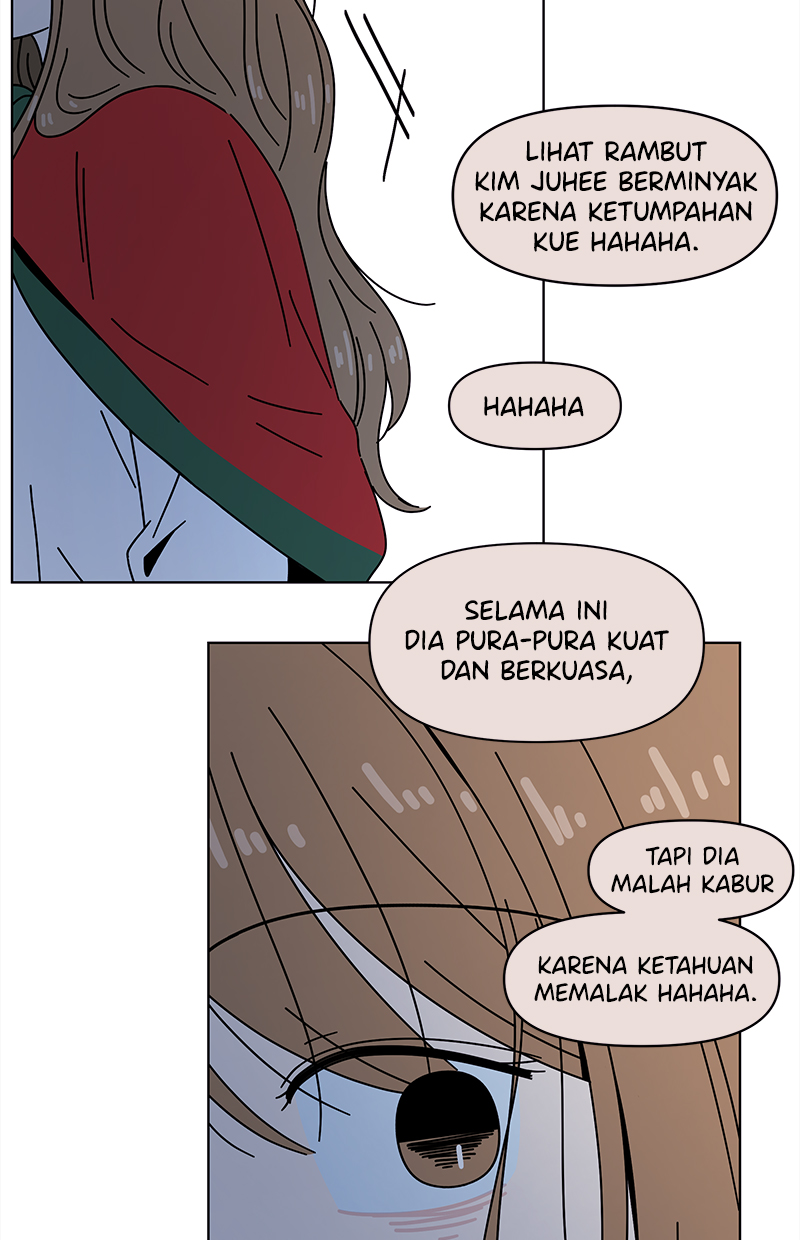 LIHAT RAMBUT
KIM JUHEE BERMINYAK
KARENA KETUMPAHAN
KUE HAHAHA.
HAHAHA
SELAMA INI
DIA PURA-PURA KUAT
DAN BERKUASA,
TAPI DIA
MALAH KABUR
KARENA KETAHUAN
MEMALAK HAHAHA.